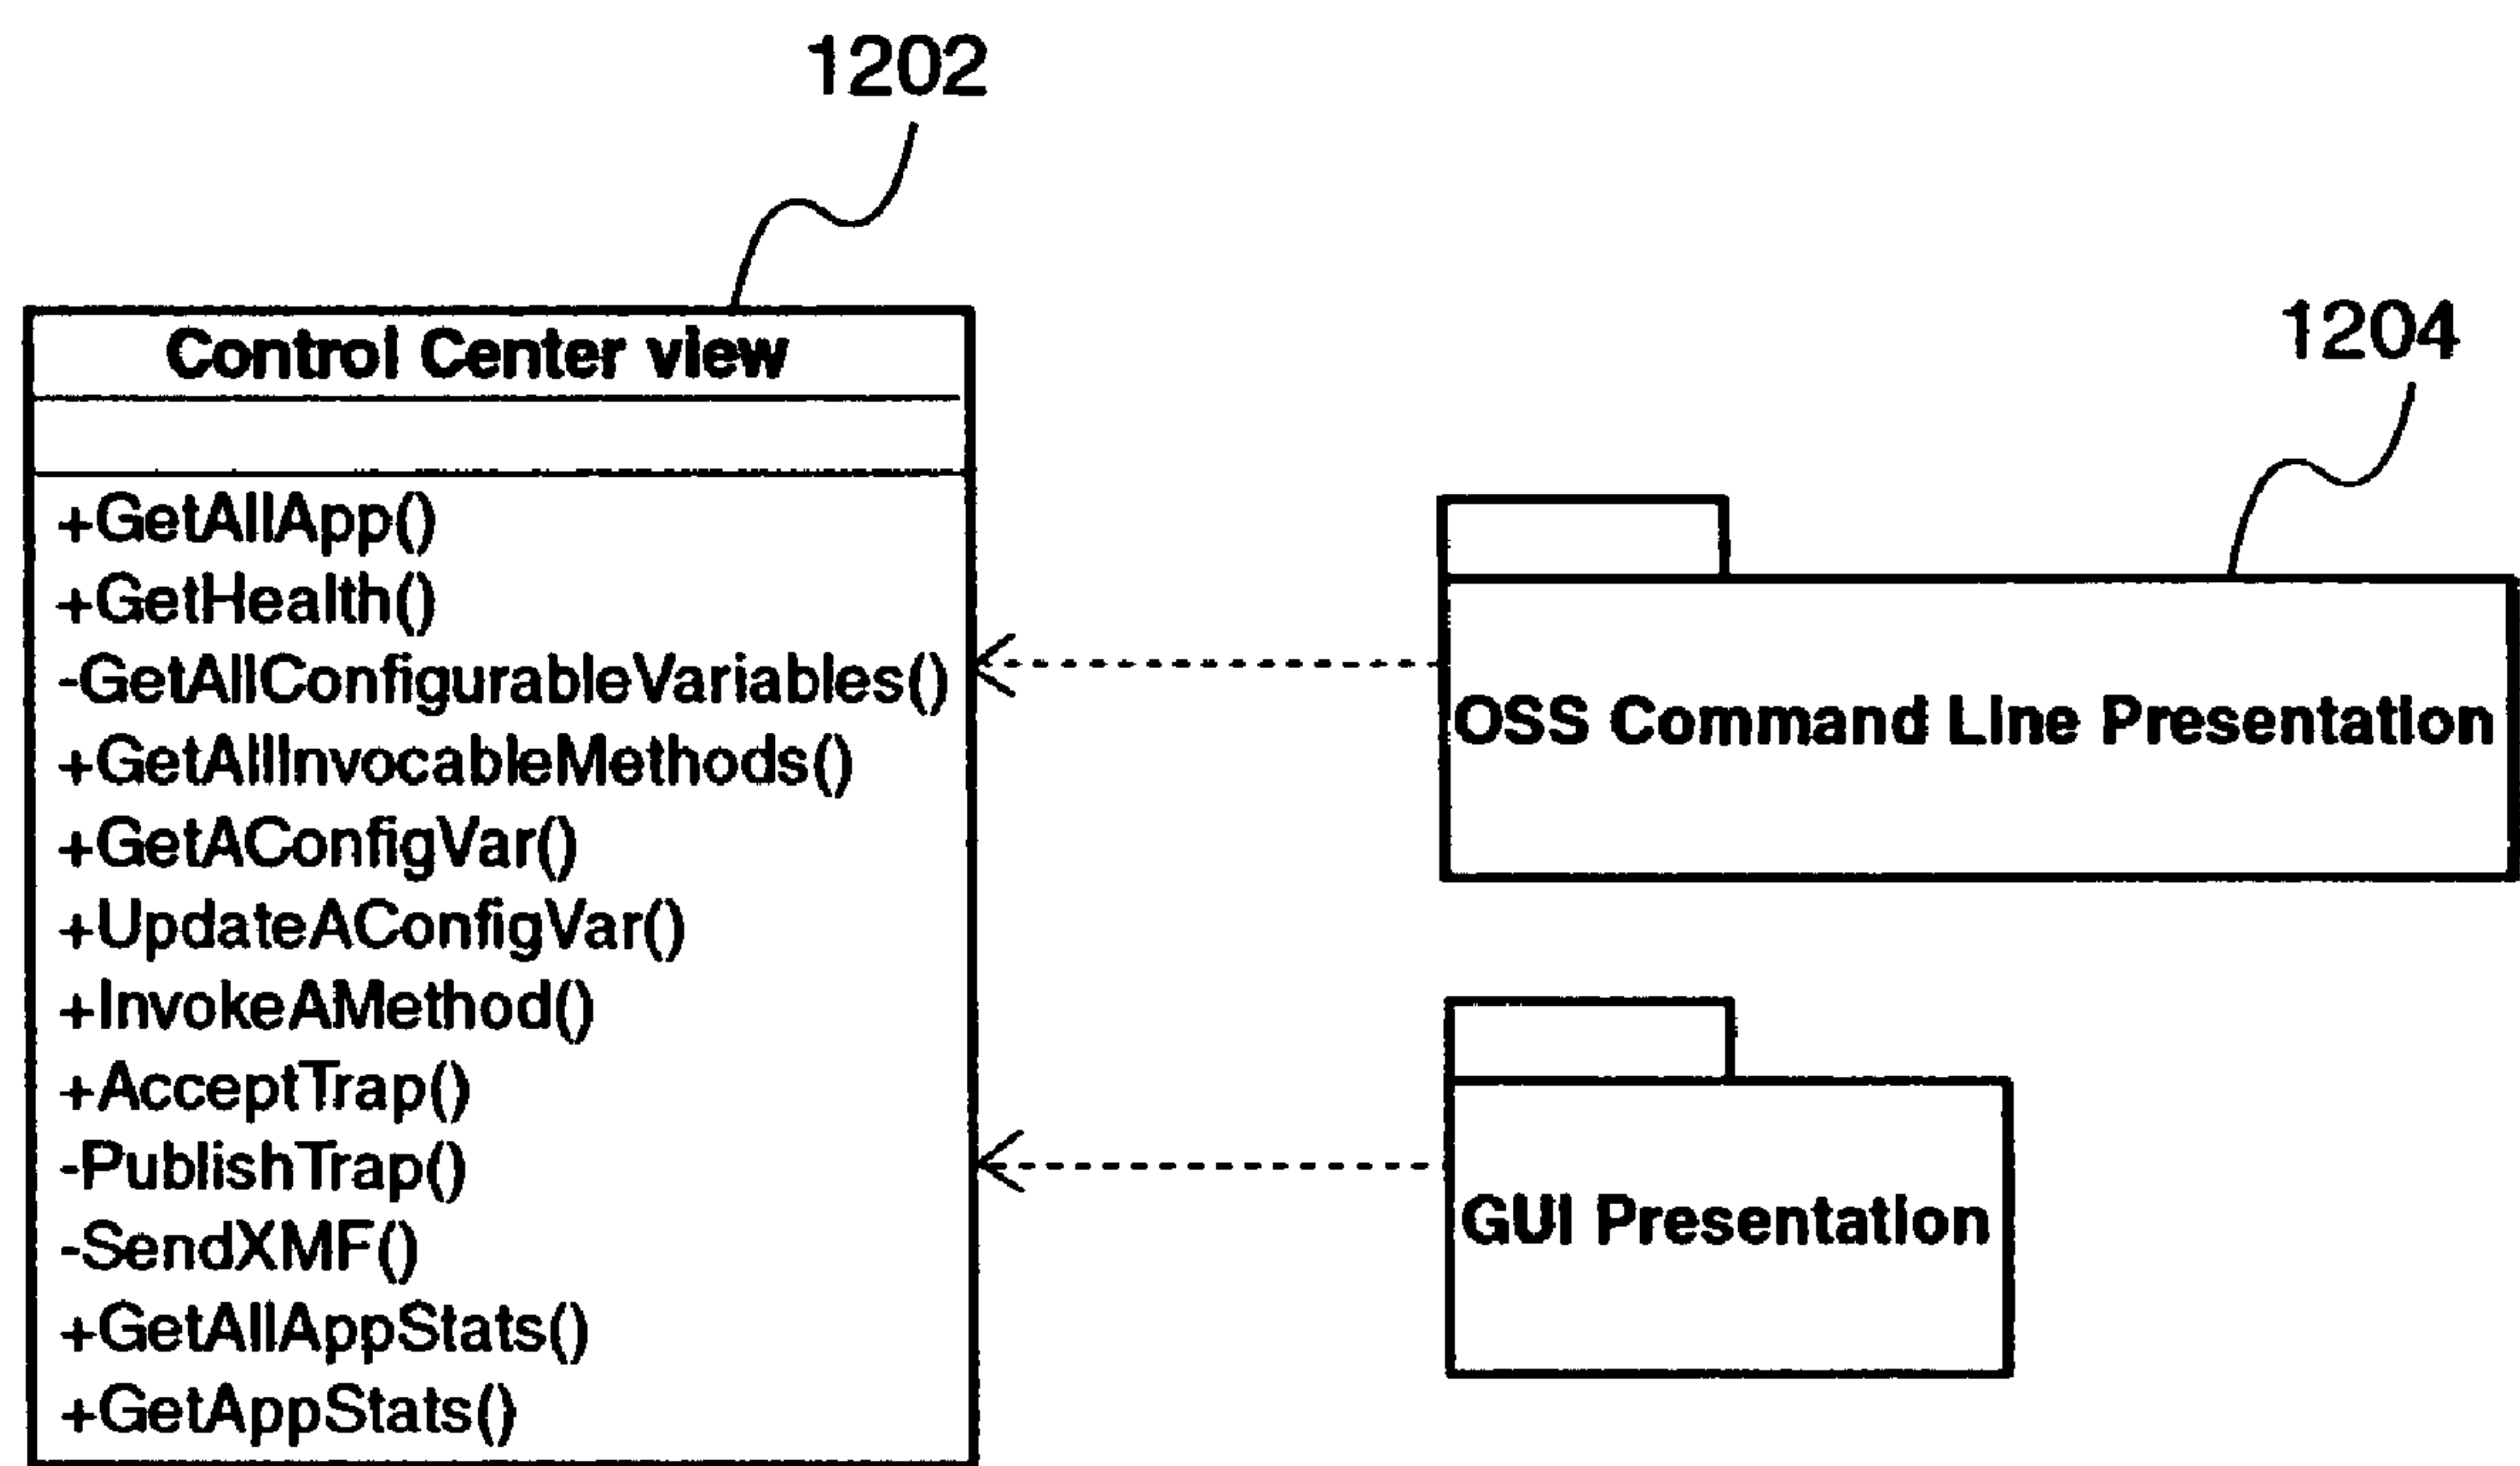 1202
Control Center view
+GetAllApp()
+GetHealth()
-GetAllConfigurableVariables()
+GetAllInvocableMethods()
+GetAConfigVar()
+UpdateAConfigVar()
+InvokeAMethod()
+AcceptTrap()
-PublishTrap()
-SendXMF()
+GetAllAppStats()
+GetAppStats()
1204
OSS Command Line Presentation
GUI Presentation